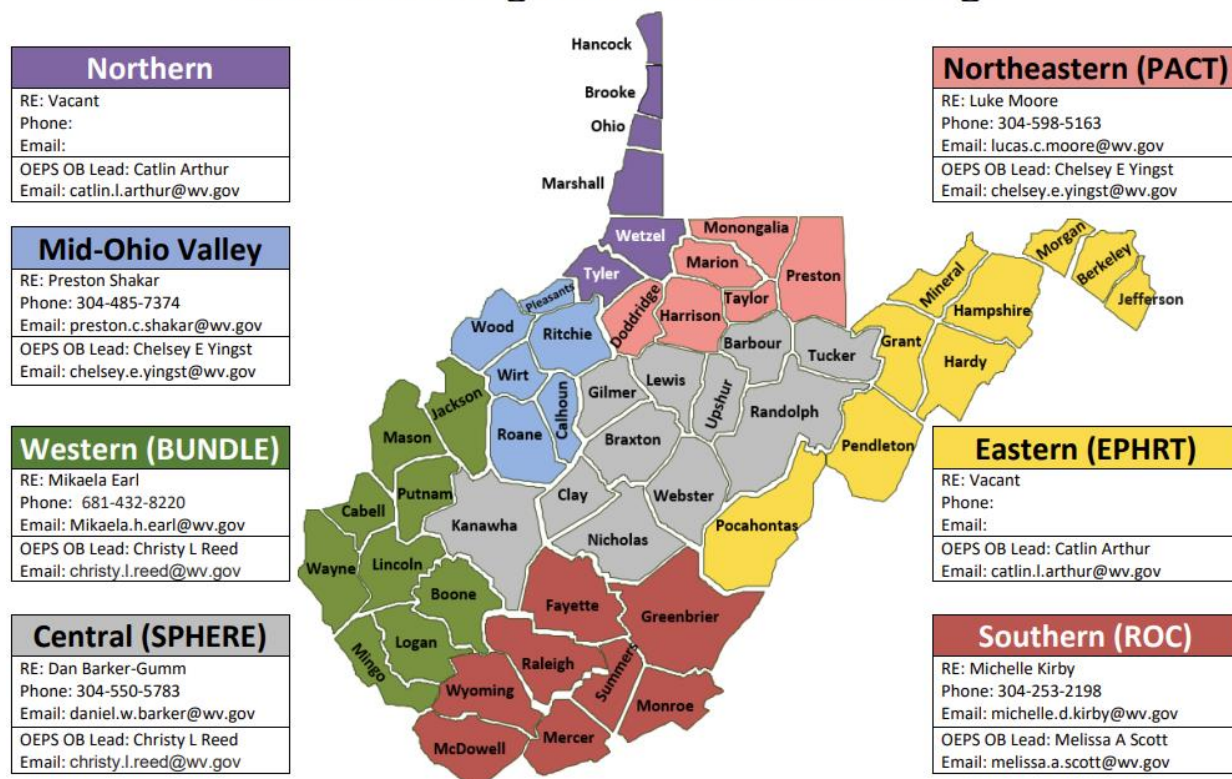 Northern
RE: Vacant
Phone:
Email:
OEPS OB Lead: Catlin Arthur
Email: catlin.l.arthur@wv.gov
Mid-Ohio Valley
RE: Preston Shakar
Phone: 304-485-7374
Email: preston.c.shakar@wv.gov
OEPS OB Lead: Chelsey E Yingst
Email: chelsey.e.yingst@wv.gov
Western (BUNDLE)
RE: Mikaela Earl
Phone: 681-432-8220
Email: Mikaela.h.earl@wv.gov
OEPS OB Lead: Christy L Reed
Email: christy.l.reed@wv.gov
Central (SPHERE)
RE: Dan Barker-Gumm
Phone: 304-550-5783
Email: daniel.w.barker@wv.gov
OEPS OB Lead: Christy L Reed
Email: christy.l.reed@wv.gov
Hancock
Brooke
Ohio
Marshall
Wetzel
Tyler
Monongalia
Marion
Preston
Doddridge
Harrison
Taylor
Pleasants
Wood
Ritchie
Wirt
Calhoun
Roane
Barbour
Tucker
Gilmer
Lewis
Upshur
Randolph
Braxton
Clay
Webster
Nicholas
Kanawha
Jackson
Mason
Putnam
Cabell
Wayne
Lincoln
Boone
Logan
Mingo
Morgan
Berkeley
Jefferson
Mineral
Hampshire
Grant
Hardy
Pendleton
Pocahontas
Fayette
Greenbrier
Raleigh
Summers
Wyoming
Monroe
Mercer
McDowell
Northeastern (PACT)
RE: Luke Moore
Phone: 304-598-5163
Email: lucas.c.moore@wv.gov
OEPS OB Lead: Chelsey E Yingst
Email: chelsey.e.yingst@wv.gov
Eastern (EPHRT)
RE: Vacant
Phone:
Email:
OEPS OB Lead: Catlin Arthur
Email: catlin.l.arthur@wv.gov
Southern (ROC)
RE: Michelle Kirby
Phone: 304-253-2198
Email: michelle.d.kirby@wv.gov
OEPS OB Lead: Melissa A Scott
Email: melissa.a.scott@wv.gov